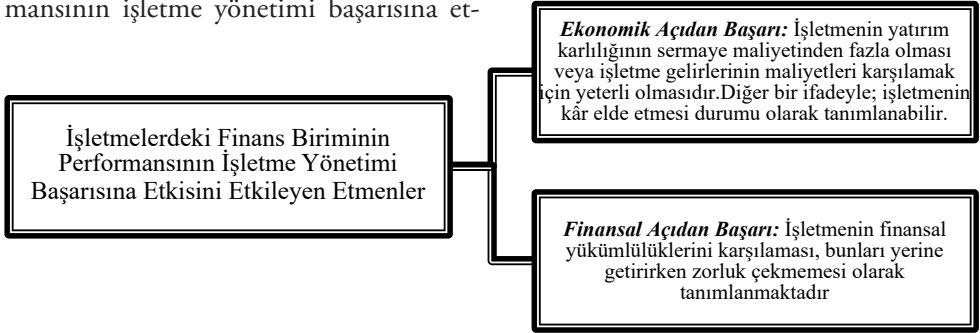 mansının işletme yönetimi başarısına et-
İşletmelerdeki Finans Biriminin
Performansının İşletme Yönetimi
Başarısına Etkisini Etkileyen Etmenler
Ekonomik Açıdan Başarı: İşletmenin yatırım
karlılığının sermaye maliyetinden fazla olması
veya işletme gelirlerinin maliyetleri karşılamak
için yeterli olmasıdır.Diğer bir ifadeyle; işletmenin
kâr elde etmesi durumu olarak tanımlanabilir.
Finansal Açıdan Başarı: İşletmenin finansal
yükümlülüklerini karşılaması, bunları yerine
getirirken zorluk çekmemesi olarak
tanımlanmaktadır